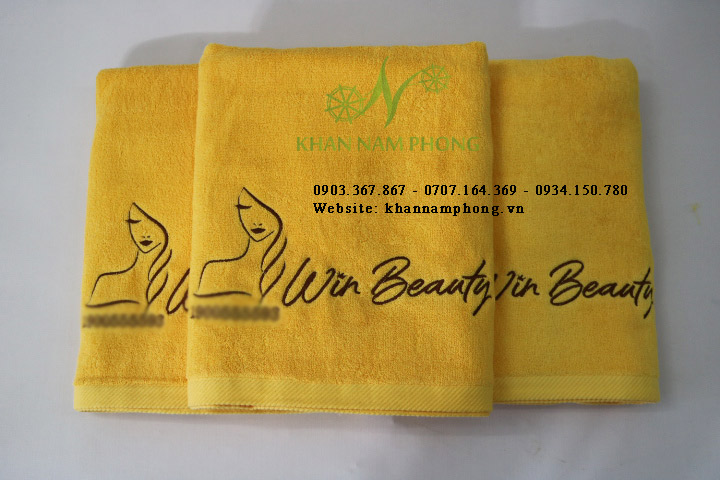 KHAN NAM PHONG
0903.367.867 - 0707.164.369 - 0934.150.780
Website: khannamphong.vn
Win Beauty
Win Beauty